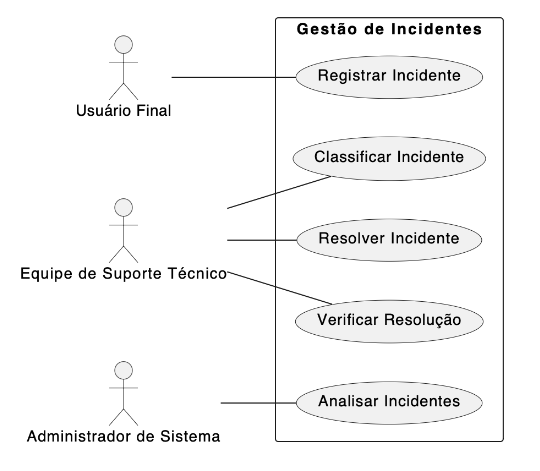 Gestão de Incidentes
Registrar Incidente
Usuário Final
Classificar Incidente
Resolver Incidente
Equipe de Suporte Técnico
Verificar Resolução
Analisar Incidentes
Administrador de Sistema